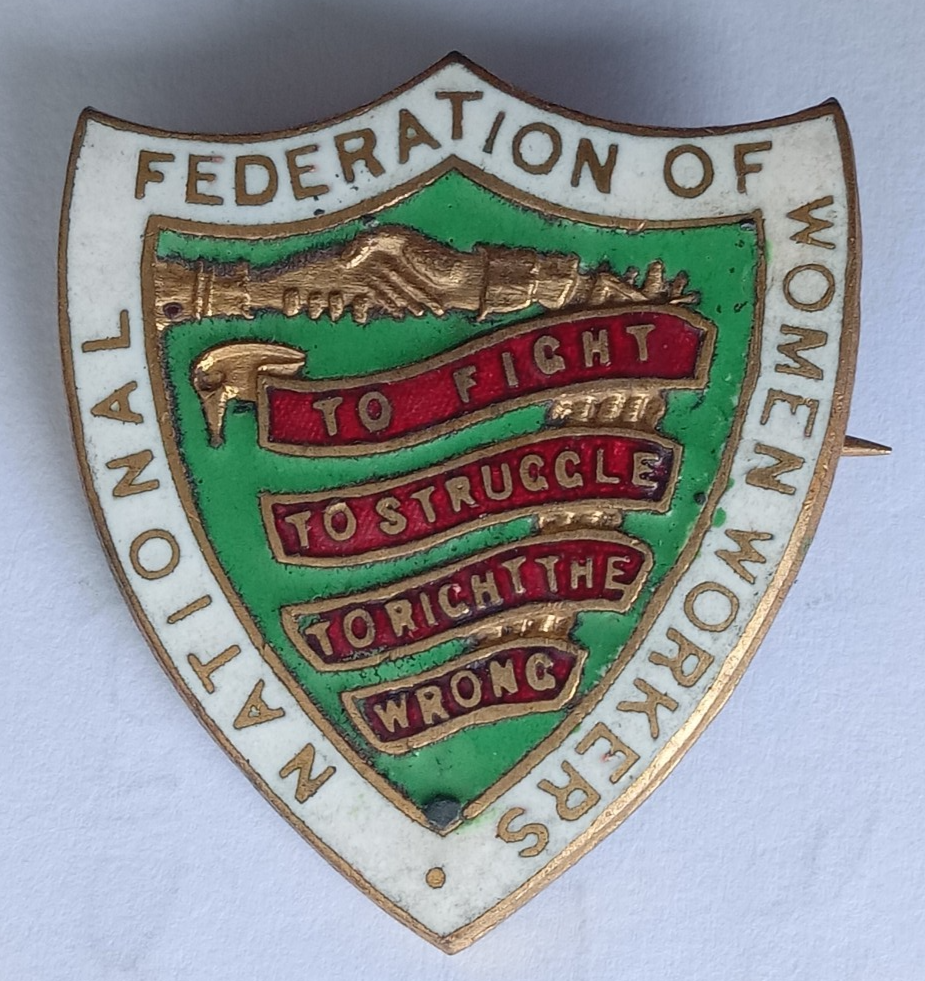 NATIONAL FEDERATION OF WOMEN WORKERS
TO FIGHT
TO STRUGGLE
TO RIGHT THE
WRONG